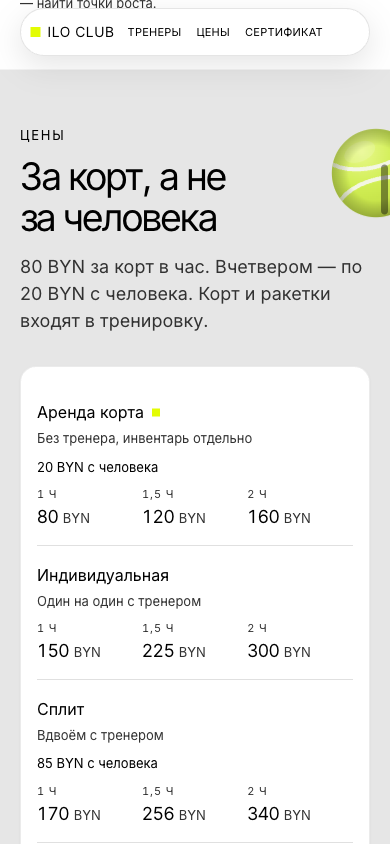 — найти точки роста.
ILO CLUB ТРЕНЕРЫ ЦЕНЫ СЕРТИФИКАТ
ЦЕНЫ
За корт, а не
за человека
80 BYN за корт в час. Вчетвером — по
20 BYN с человека. Корт и ракетки
входят в тренировку.
Аренда корта
Без тренера, инвентарь отдельно
20 BYN с человека
1 Ч 1,5 Ч 2 Ч
80 BYN 120 BYN 160 BYN
Индивидуальная
Один на один с тренером
1 Ч 1,5 Ч 2 Ч
150 BYN 225 BYN 300 BYN
Сплит
Вдвоём с тренером
85 BYN с человека
1 Ч 1,5 Ч 2 Ч
170 BYN 256 BYN 340 BYN